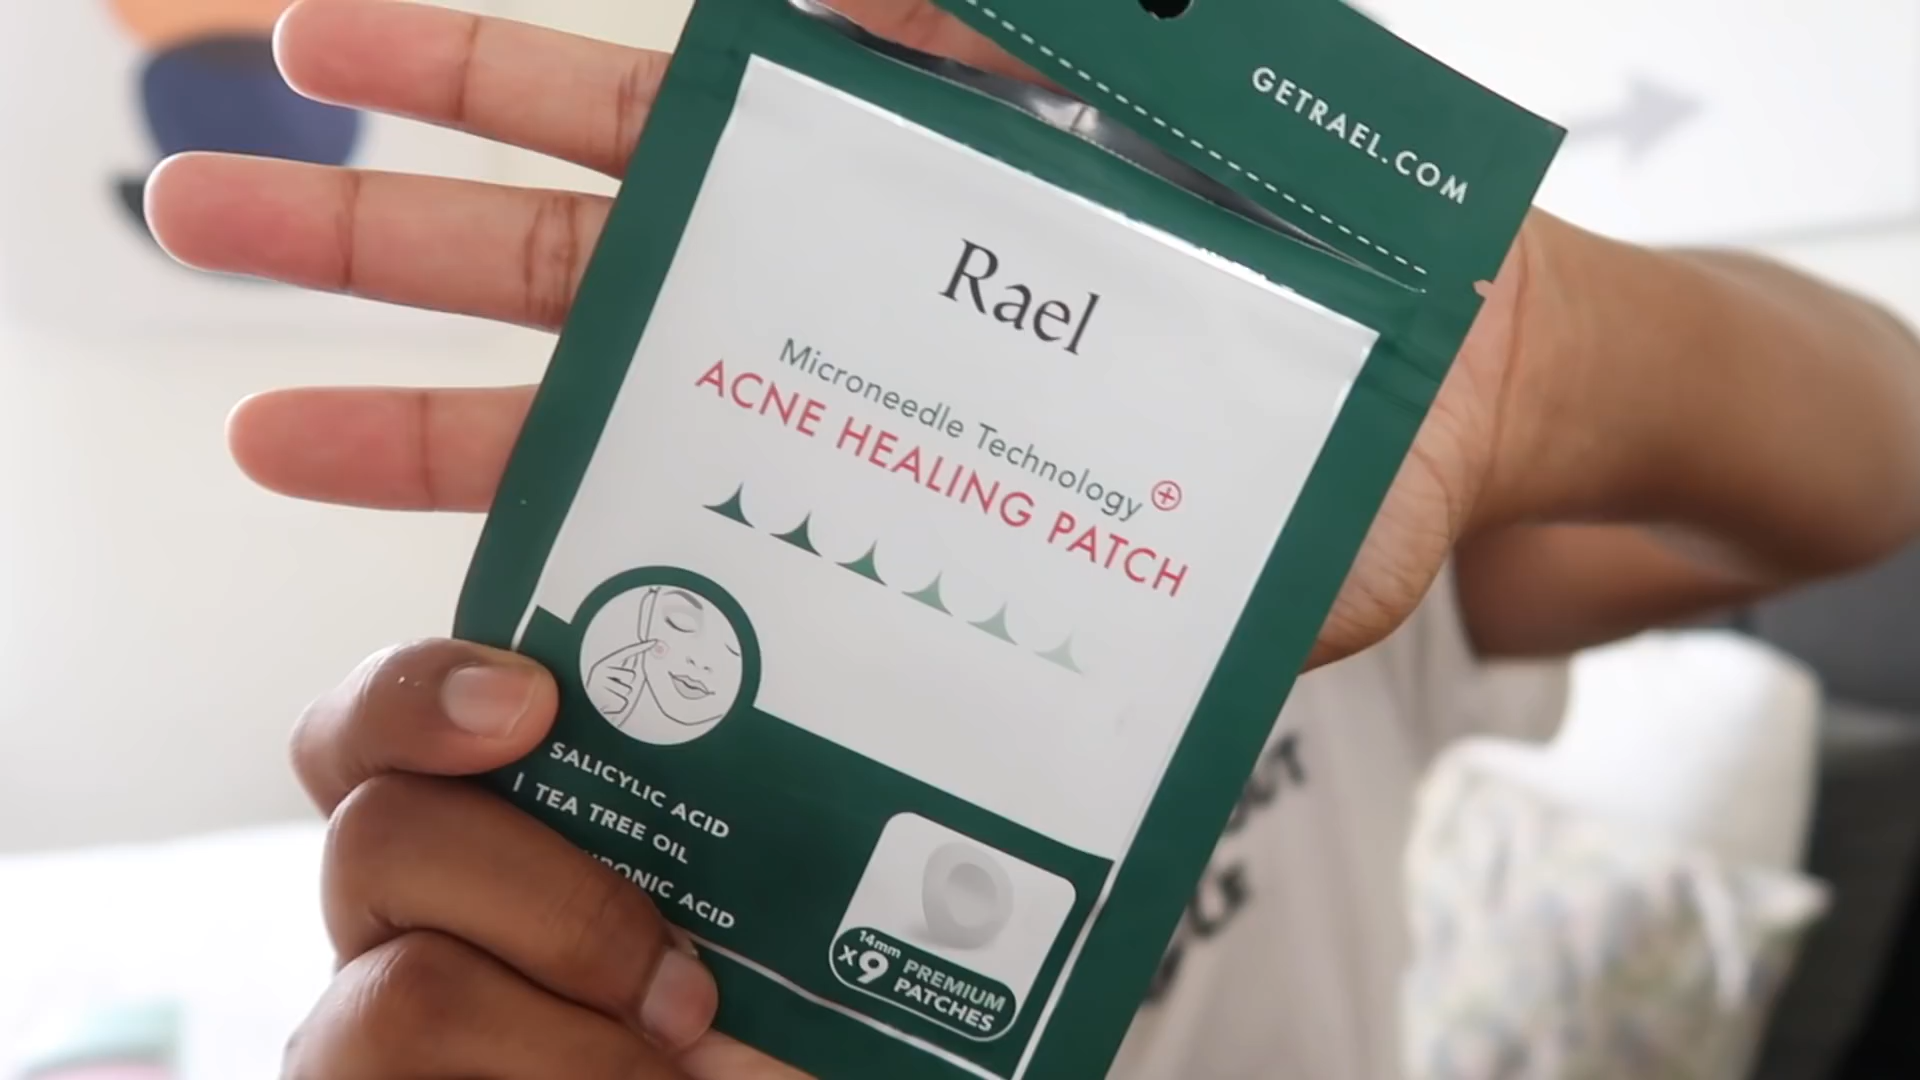 GETRAEL.COM
Rael
Microneedle Technology
ACNE HEALING PATCH
SALICYLIC ACID
TEA TREE OIL
ACID
14mm
x9 PREMIUM
PATCHES